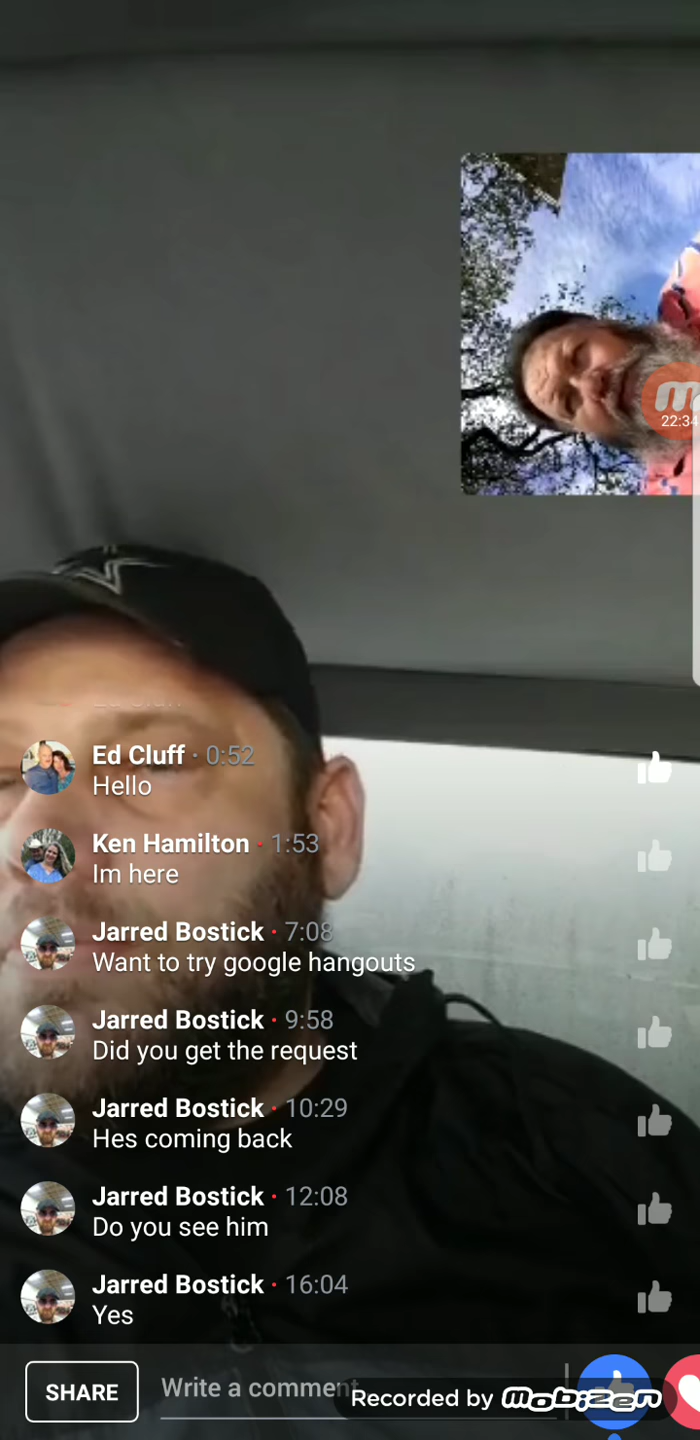 22:34
Ed Cluff · 0:52
Hello
Ken Hamilton · 1:53
Im here
Jarred Bostick · 7:08
Want to try google hangouts
Jarred Bostick · 9:58
Did you get the request
Jarred Bostick · 10:29
Hes coming back
Jarred Bostick · 12:08
Do you see him
Jarred Bostick · 16:04
Yes
SHARE
Write a comment
Recorded by mobizen